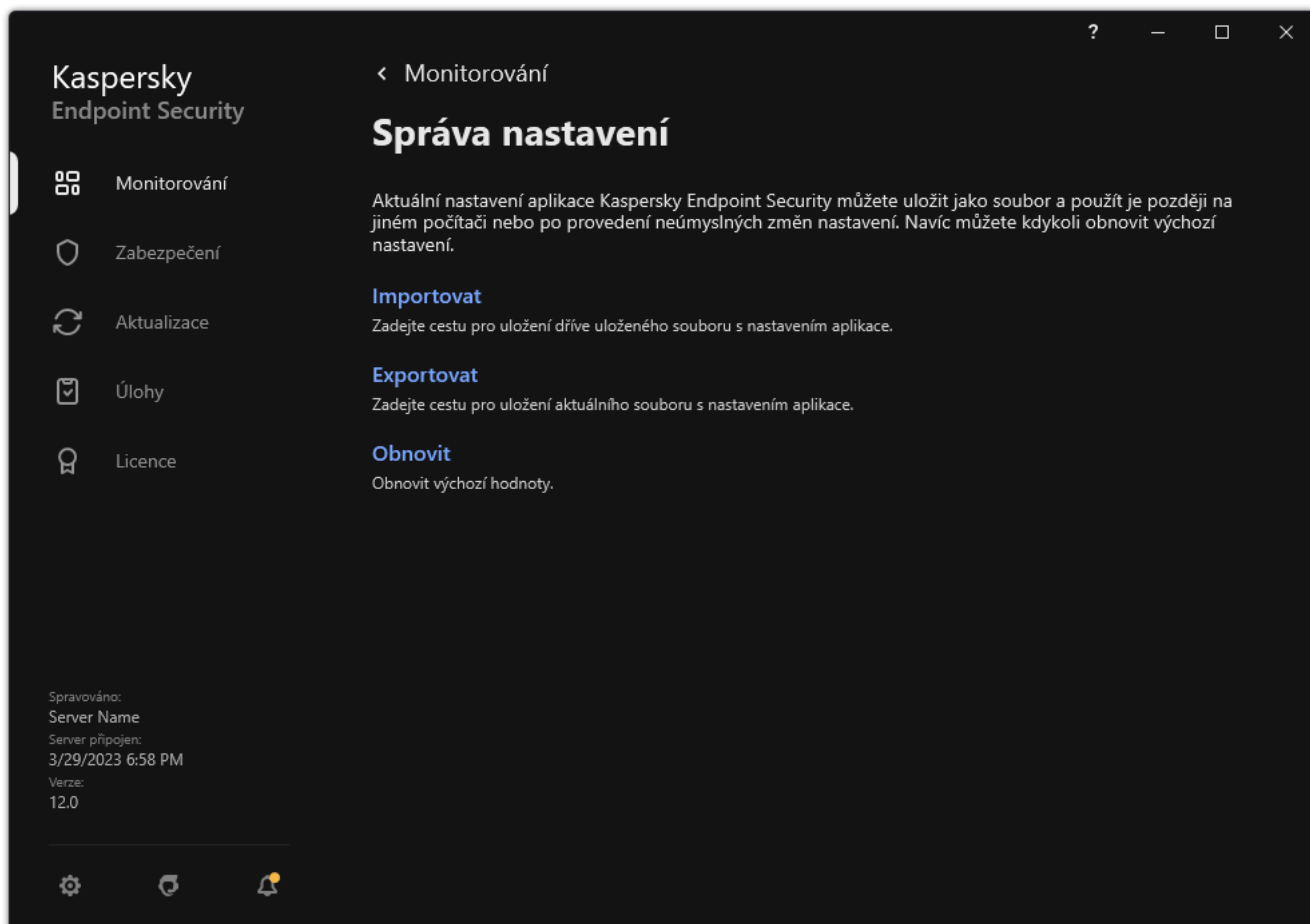 ?
Kaspersky
Endpoint Security
Monitorování
Zabezpečení
Aktualizace
Úlohy
Licence
Spravováno:
Server Name
Server připojen:
3/29/2023 6:58 PM
Verze:
12.0
Monitorování
Správa nastavení
Aktuální nastavení aplikace Kaspersky Endpoint Security můžete uložit jako soubor a použít je později na
jiném počítači nebo po provedení neúmyslných změn nastavení. Navíc můžete kdykoli obnovit výchozí
nastavení.
Importovat
Zadejte cestu pro uložení dříve uloženého souboru s nastavením aplikace.
Exportovat
Zadejte cestu pro uložení aktuálního souboru s nastavením aplikace.
Obnovit
Obnovit výchozí hodnoty.